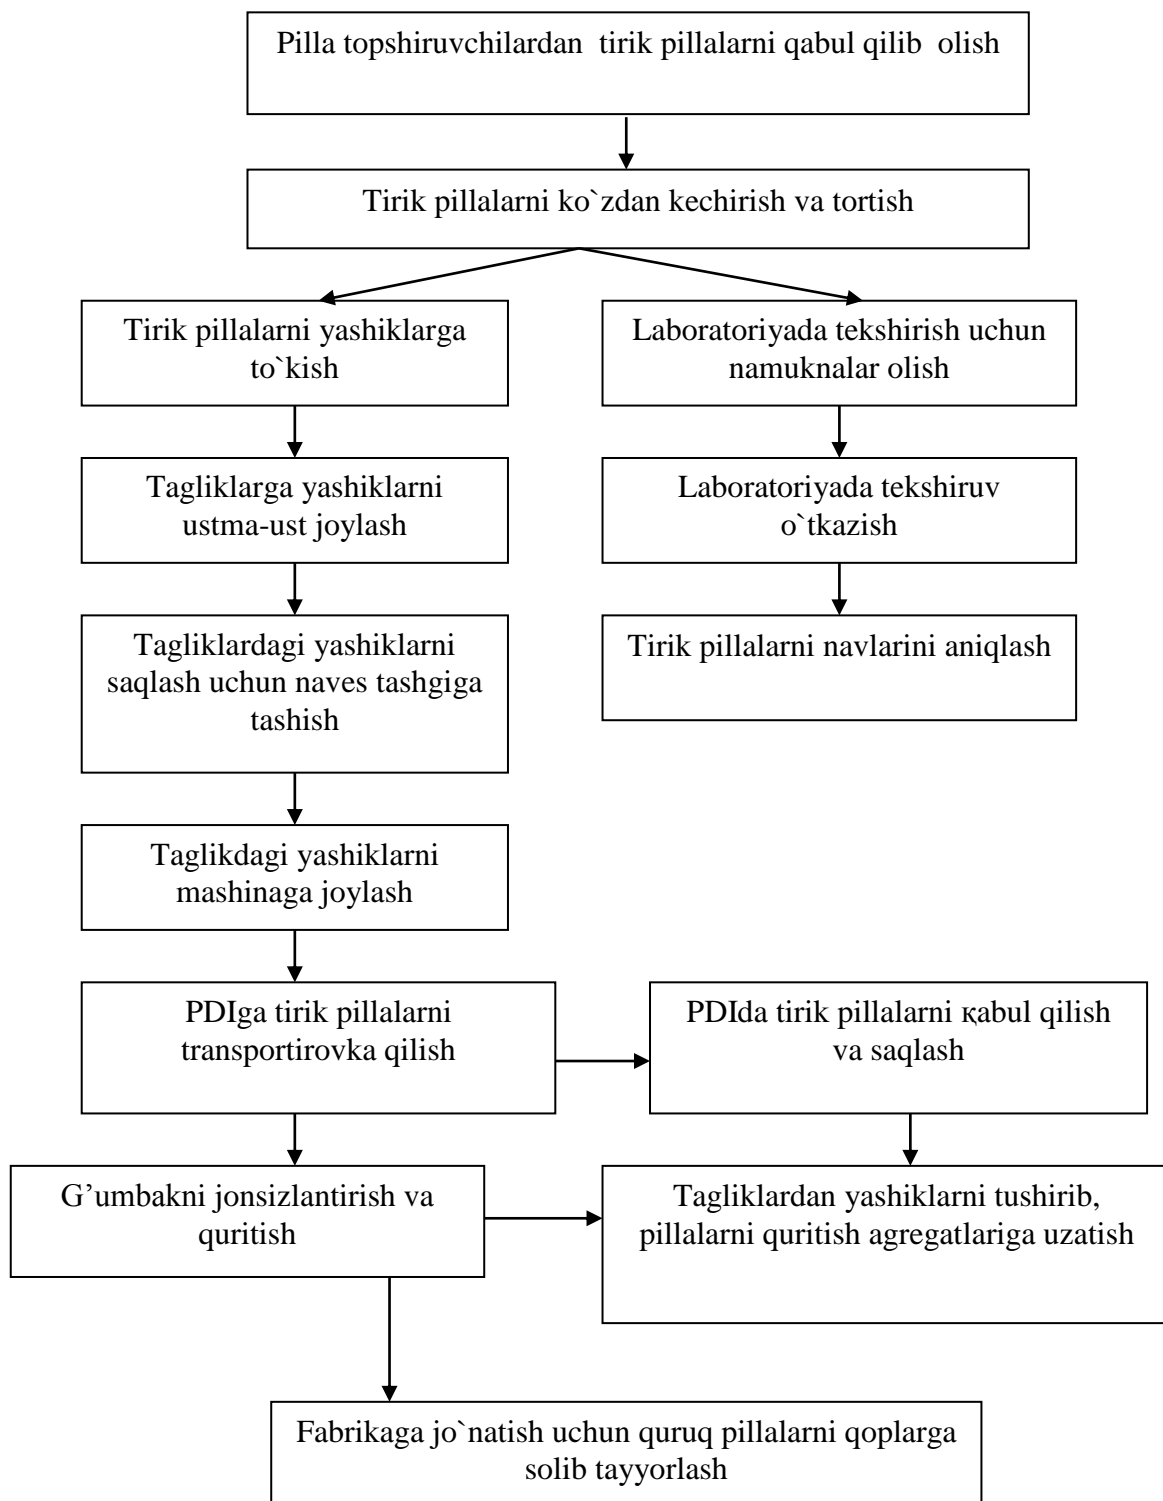 Pilla topshiruvchilardan tirik pillalarni qabul qilib olish
Tirik pillalarni ko`zdan kechirish va tortish
Tirik pillalarni yashiklarga
to`kish
Laboratoriyada tekshirish uchun
namuknalar olish
Tagliklarga yashiklarni
ustma-ust joylash
Laboratoriyada tekshiruv
o`tkazish
Tagliklardagi yashiklarni
saqlash uchun naves tashgiga
tashish
Tirik pillalarni navlarini aniqlash
Taglikdagi yashiklarni
mashinaga joylash
PDIga tirik pillalarni
transportirovka qilish
PDIda tirik pillalarni қabul qilish
va saqlash
G’umbakni jonsizlantirish va
quritish
Tagliklardan yashiklarni tushirib,
pillalarni quritish agregatlariga uzatish
Fabrikaga jo`natish uchun quruq pillalarni qoplarga
solib tayyorlash